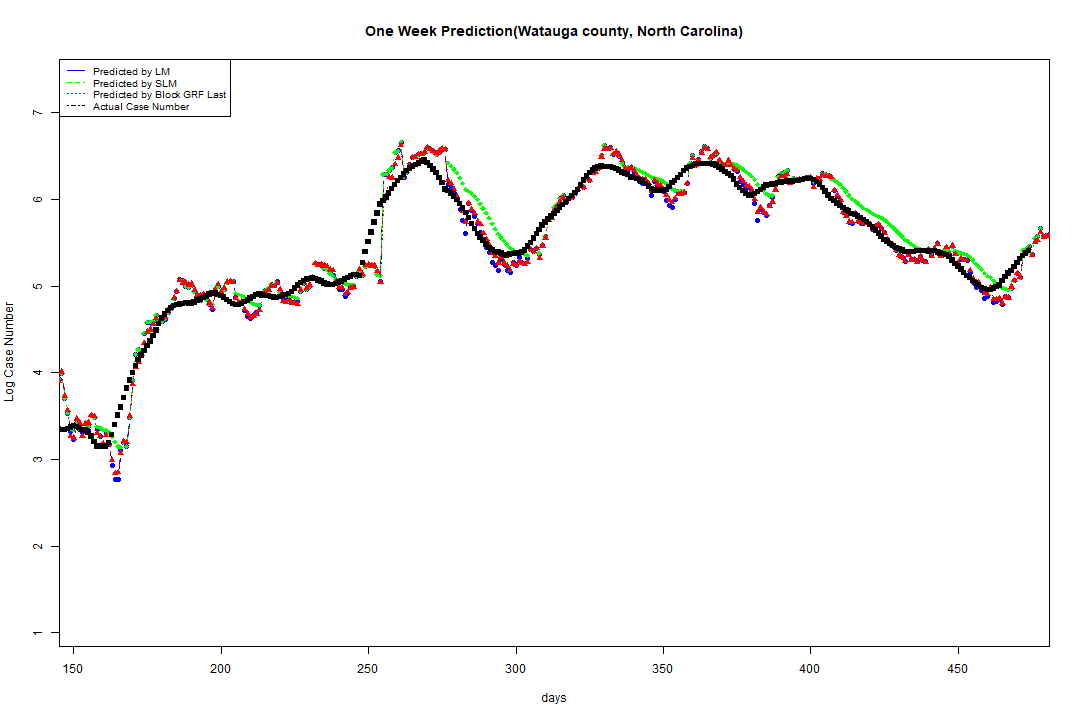 One Week Prediction(Watauga county, North Carolina)
Predicted by LM
Predicted by SLM
Predicted by Block GRF Last
Actual Case Number
7
6
5
4
3
2
1
Log Case Number
150 200 250 300 350 400 450
days